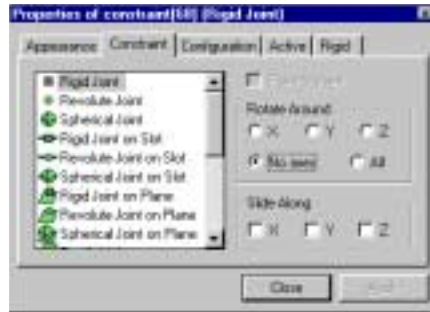 Properties of constraint[68] (Rigid Joint)
Appearance Constraint Configuration Active Rigid
Rigid Joint
Revolute Joint
Spherical Joint
Rigid Joint on Slot
Revolute Joint on Slot
Spherical Joint on Slot
Rigid Joint on Plane
Revolute Joint on Plane
Spherical Joint on Plane
Rotate Around
X Y Z
No axes All
Slide Along
X Y Z
Close